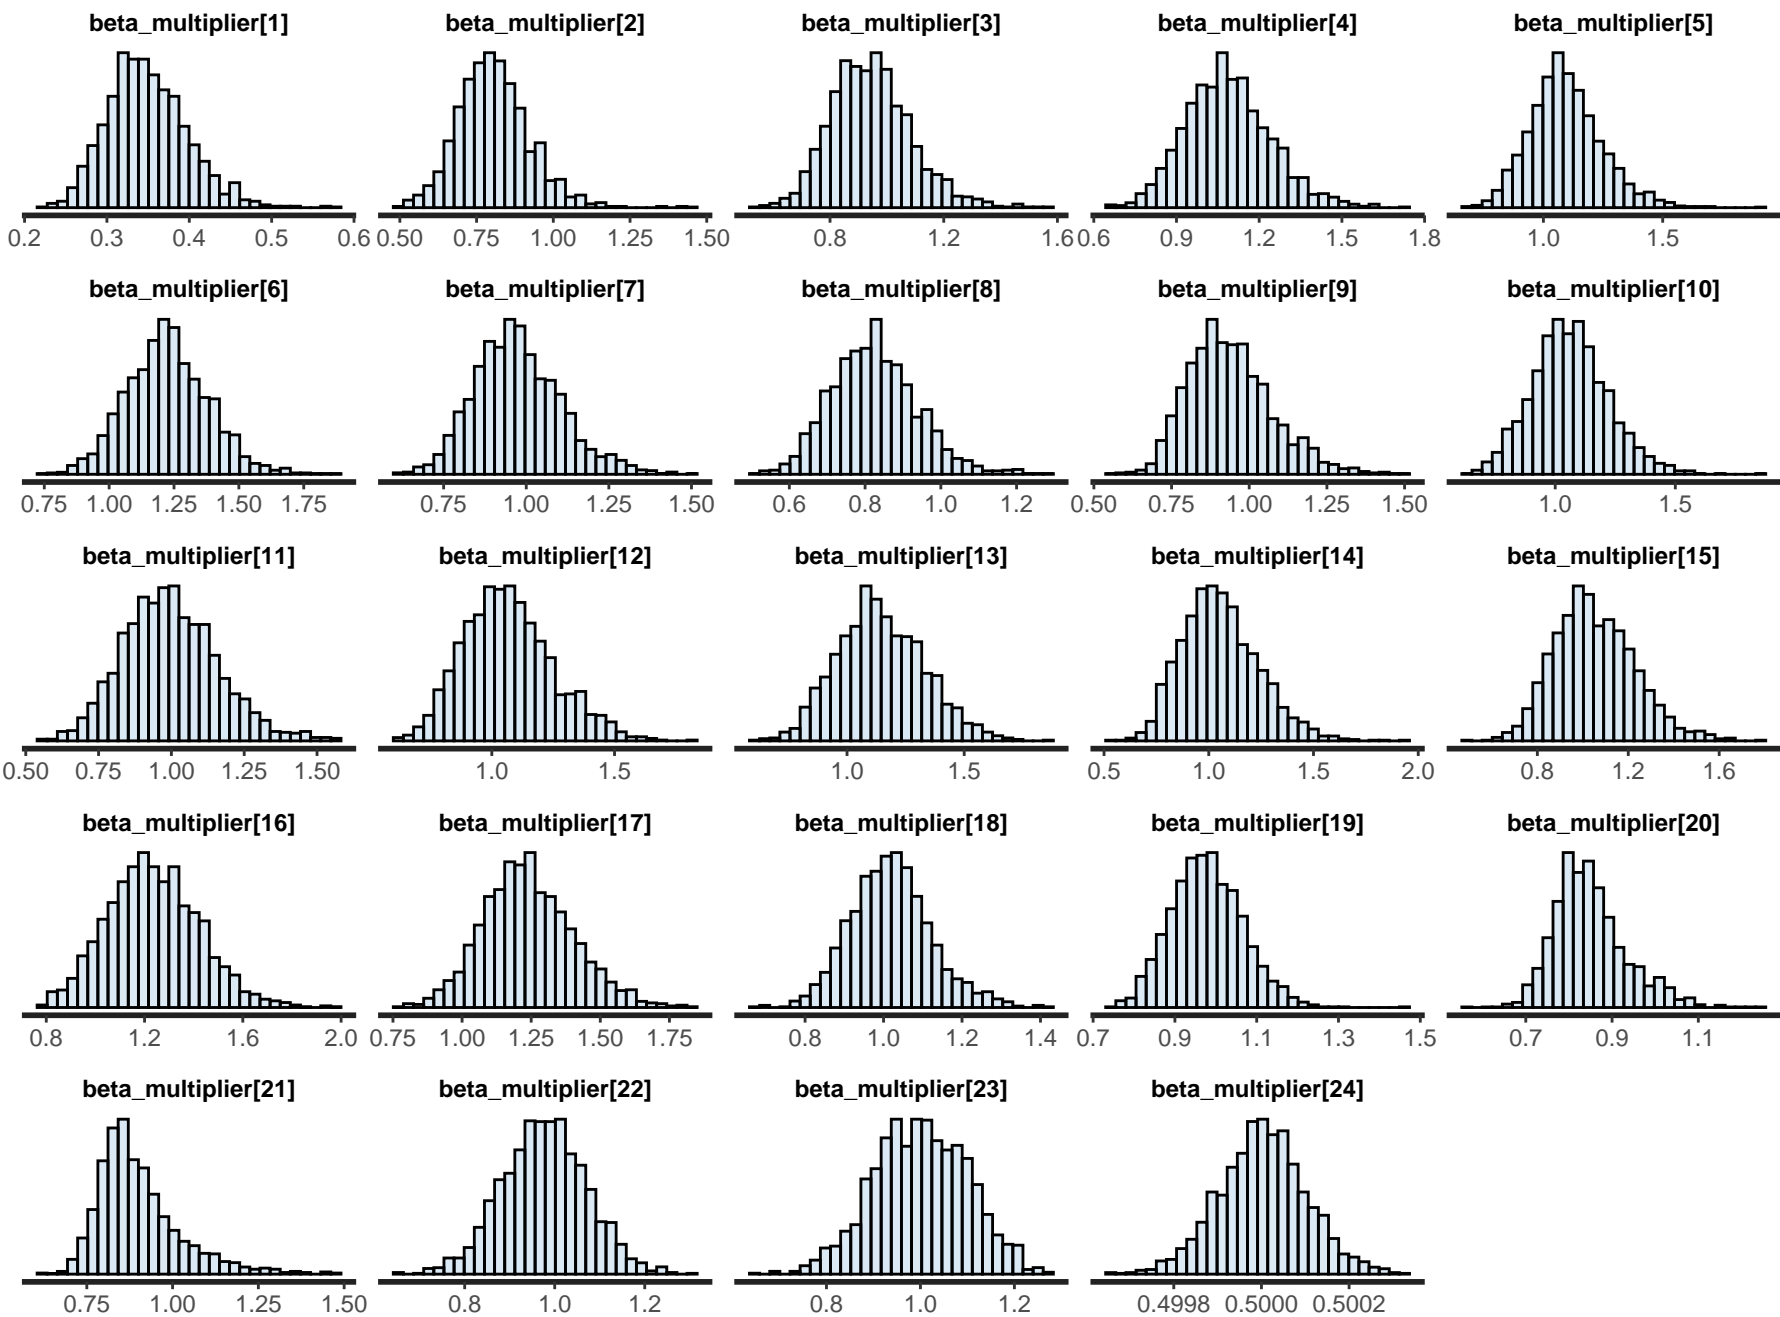 beta_multiplier[1] beta_multiplier[2] beta_multiplier[3] beta_multiplier[4] beta_multiplier[5]
0.2 0.3 0.4 0.5 0.6 0.50 0.75 1.00 1.25 1.50 0.8 1.2 1.6 0.6 0.9 1.2 1.5 1.8 1.0 1.5
beta_multiplier[6] beta_multiplier[7] beta_multiplier[8] beta_multiplier[9] beta_multiplier[10]
0.75 1.00 1.25 1.50 1.75 0.75 1.00 1.25 1.50 0.6 0.8 1.0 1.2 0.50 0.75 1.00 1.25 1.50 1.0 1.5
beta_multiplier[11] beta_multiplier[12] beta_multiplier[13] beta_multiplier[14] beta_multiplier[15]
0.50 0.75 1.00 1.25 1.50 1.0 1.5 1.0 1.5 0.5 1.0 1.5 2.0 0.8 1.2 1.6
beta_multiplier[16] beta_multiplier[17] beta_multiplier[18] beta_multiplier[19] beta_multiplier[20]
0.8 1.2 1.6 2.0 0.75 1.00 1.25 1.50 1.75 0.8 1.0 1.2 1.4 0.7 0.9 1.1 1.3 1.5 0.7 0.9 1.1
beta_multiplier[21] beta_multiplier[22] beta_multiplier[23] beta_multiplier[24]
0.75 1.00 1.25 1.50 0.8 1.0 1.2 0.8 1.0 1.2 0.4998 0.5000 0.5002